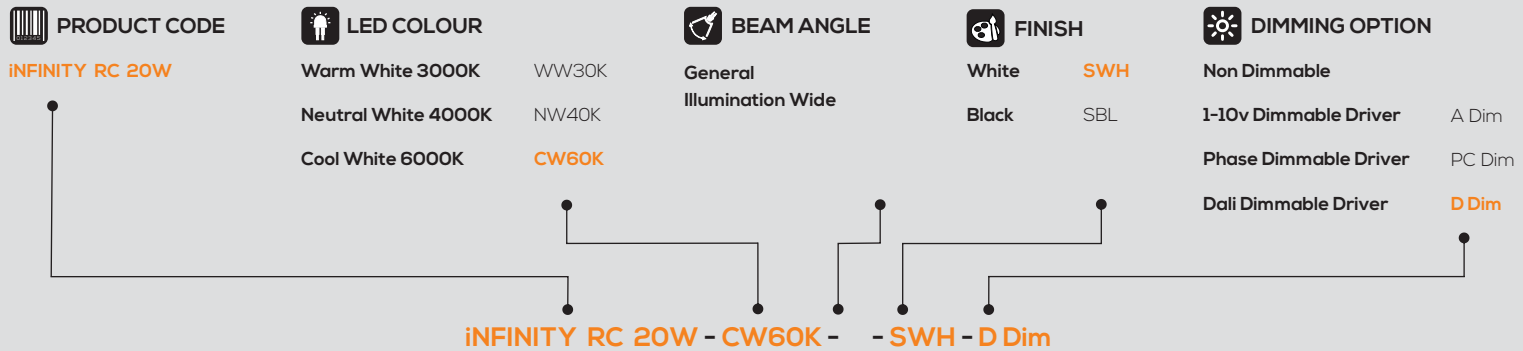 PRODUCT CODE
iNFINITY RC 20W
LED COLOUR
Warm White 3000K WW30K
Neutral White 4000K NW40K
Cool White 6000K CW60K
BEAM ANGLE
General
Illumination Wide
FINISH
White SWH
Black SBL
DIMMING OPTION
Non Dimmable
1-10v Dimmable Driver A Dim
Phase Dimmable Driver PC Dim
Dali Dimmable Driver D Dim
iNFINITY RC 20W - CW60K - - SWH - D Dim